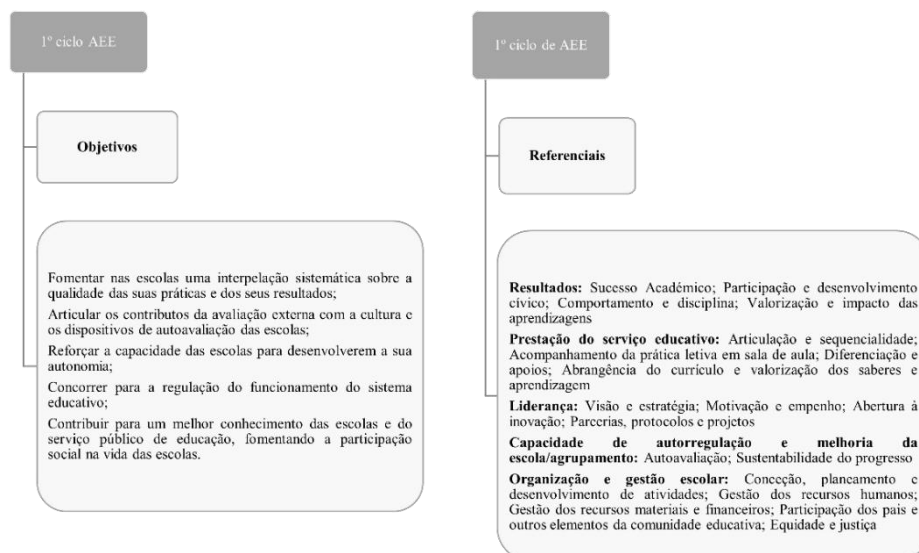 1º ciclo AEE
Objetivos
Fomentar nas escolas uma interpelação sistemática sobre a
qualidade das suas práticas e dos seus resultados;
Articular os contributos da avaliação externa com a cultura e
os dispositivos de autoavaliação das escolas;
Reforçar a capacidade das escolas para desenvolverem a sua
autonomia;
Concorrer para a regulação do funcionamento do sistema
educativo;
Contribuir para um melhor conhecimento das escolas e do
serviço público de educação, fomentando a participação
social na vida das escolas.
1º ciclo de AEE
Referenciais
Resultados: Sucesso Académico; Participação e desenvolvimento
cívico; Comportamento e disciplina; Valorização e impacto das
aprendizagens
Prestação do serviço educativo: Articulação e sequencialidade;
Acompanhamento da prática letiva em sala de aula; Diferenciação e
apoios; Abrangência do currículo e valorização dos saberes e
aprendizagem
Liderança: Visão e estratégia; Motivação e empenho; Abertura à
inovação; Parcerias, protocolos e projetos
Capacidade de autorregulação e melhoria da
escola/agrupamento: Autoavaliação; Sustentabilidade do progresso
Organização e gestão escolar: Conceção, planeamento e
desenvolvimento de atividades; Gestão dos recursos humanos;
Gestão dos recursos materiais e financeiros; Participação dos pais e
outros elementos da comunidade educativa; Equidade e justiça